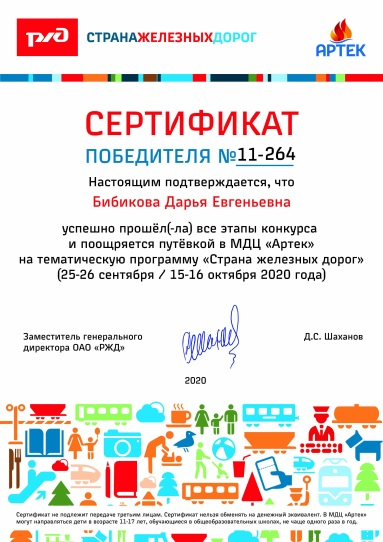 РЖД СТРАНАЖЕЛЕЗНЫХДОРОГ АРТЕК
СЕРТИФИКАТ
ПОБЕДИТЕЛЯ №11-264
Настоящим подтверждается, что
Бибикова Дарья Евгеньевна
успешно прошёл(-ла) все этапы конкурса
и поощряется путёвкой в МДЦ «Артек»
на тематическую программу «Страна железных дорог»
(25-26 сентября / 15-16 октября 2020 года)
Заместитель генерального
директора ОАО «РЖД»
Д.С. Шаханов
2020
Сертификат не подлежит передаче третьим лицам. Сертификат нельзя обменять на денежный эквивалент. В МДЦ «Артек»
могут направляться дети в возрасте 11-17 лет, обучающиеся в общеобразовательных школах, не чаще одного раза в год.